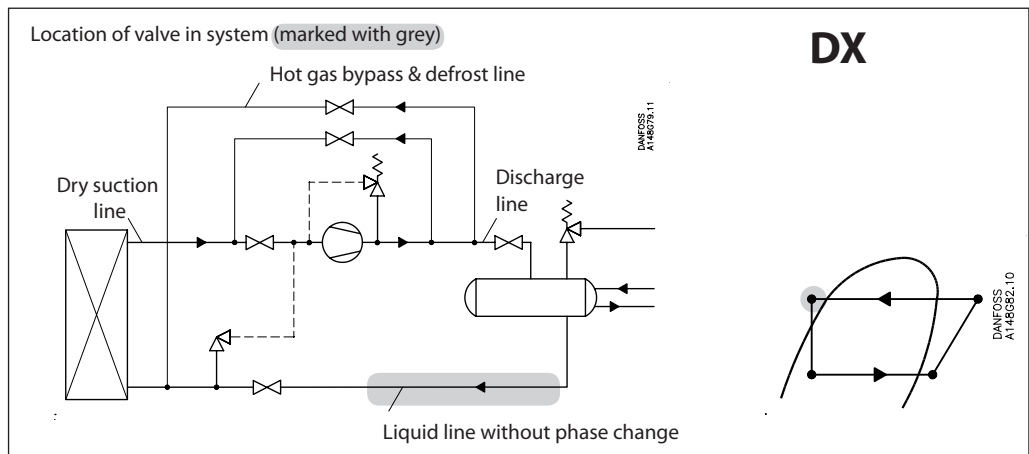 Location of valve in system (marked with grey)
DX
Hot gas bypass & defrost line
DANFOSS
A148G79.11
Dry suction
line
Discharge
line
DANFOSS
A148G82.10
Liquid line without phase change